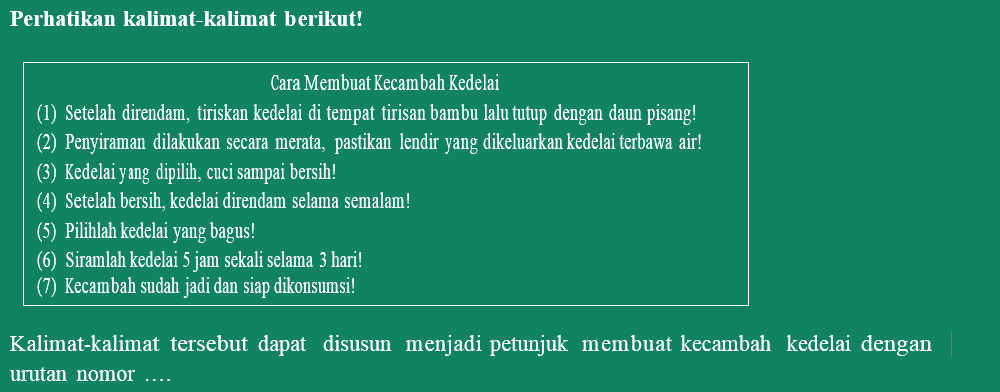 Perhatikan kalimat-kalimat berikut!
Cara Membuat Kecambah Kedelai
(1) Setelah direndam, tiriskan kedelai di tempat tirisan bambu lalu tutup dengan daun pisang!
(2) Penyiraman dilakukan secara merata, pastikan lendir yang dikeluarkan kedelai terbawa air!
(3) Kedelai yang dipilih, cuci sampai bersih!
(4) Setelah bersih, kedelai direndam selama semalam!
(5) Pilihlah kedelai yang bagus!
(6) Siramlah kedelai 5 jam sekali selama 3 hari!
(7) Kecambah sudah jadi dan siap dikonsumsi!
Kalimat-kalimat tersebut dapat disusun menjadi petunjuk membuat kecambah kedelai dengan
urutan nomor ....